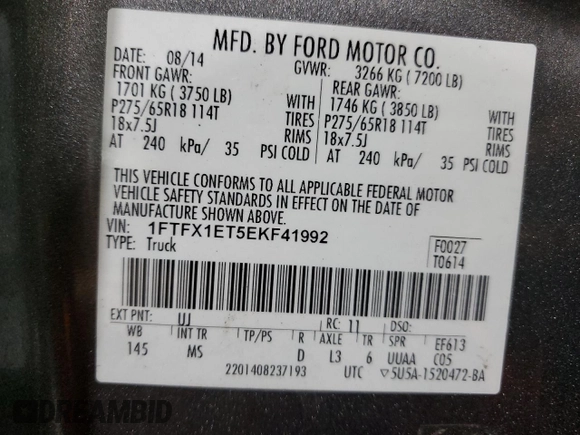 MFD. BY FORD MOTOR CO.
DATE: 08/14 GVWR: 3266 KG ( 7200 LB)
FRONT GAWR: REAR GAWR:
1701 KG ( 3750 LB) WITH 1746 KG ( 3850 LB) WITH
P275/65R18 114T TIRES P275/65R18 114T TIRES
18x7.5J RIMS 18x7.5J RIMS
AT 240 kPa/ 35 PSI COLD AT 240 kPa/ 35 PSI COLD
THIS VEHICLE CONFORMS TO ALL APPLICABLE FEDERAL MOTOR
VEHICLE SAFETY STANDARDS IN EFFECT ON THE DATE OF
MANUFACTURE SHOWN ABOVE.
VIN: 1FTFX1ET5EKF41992 F0027
TYPE: Truck T0614
EXT PNT: UJ RC: 11 DSO:
WB INT TR TP/PS R AXLE TR SPR EF613
145 MS D L3 6 UUAA C05
2201408237193 UTC ▽5U5A-1520472-BA
DREAMBID